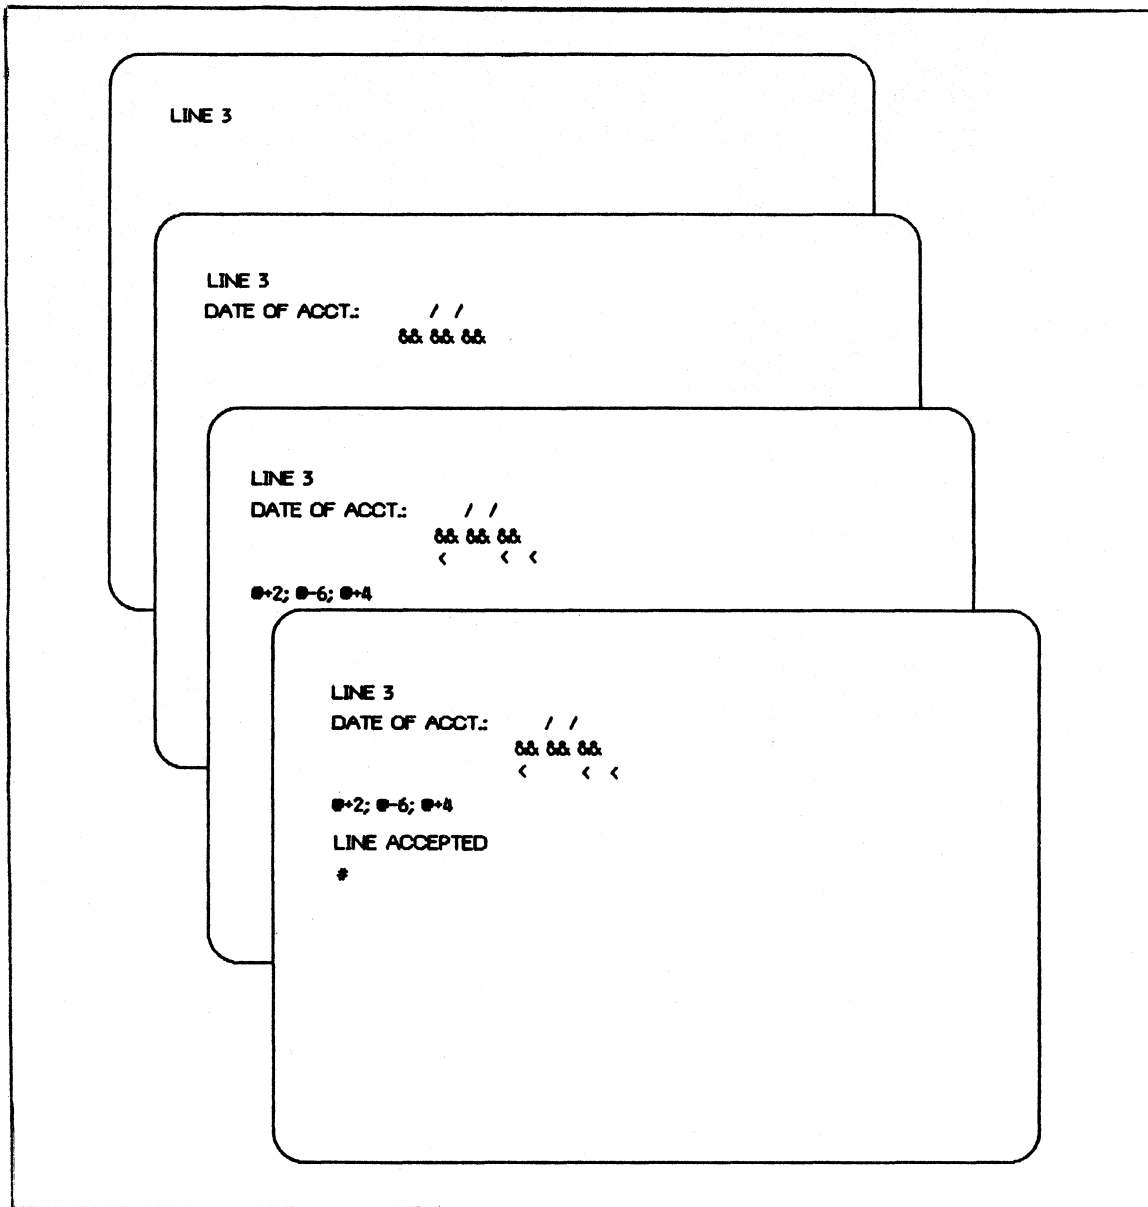 LINE 3
LINE 3
DATE OF ACCT.: / /
&& && &&
LINE 3
DATE OF ACCT.: / /
&& && &&
< < <
@+2; @-6; @+4
LINE 3
DATE OF ACCT.: / /
&& && &&
< < <
@+2; @-6; @+4
LINE ACCEPTED
#